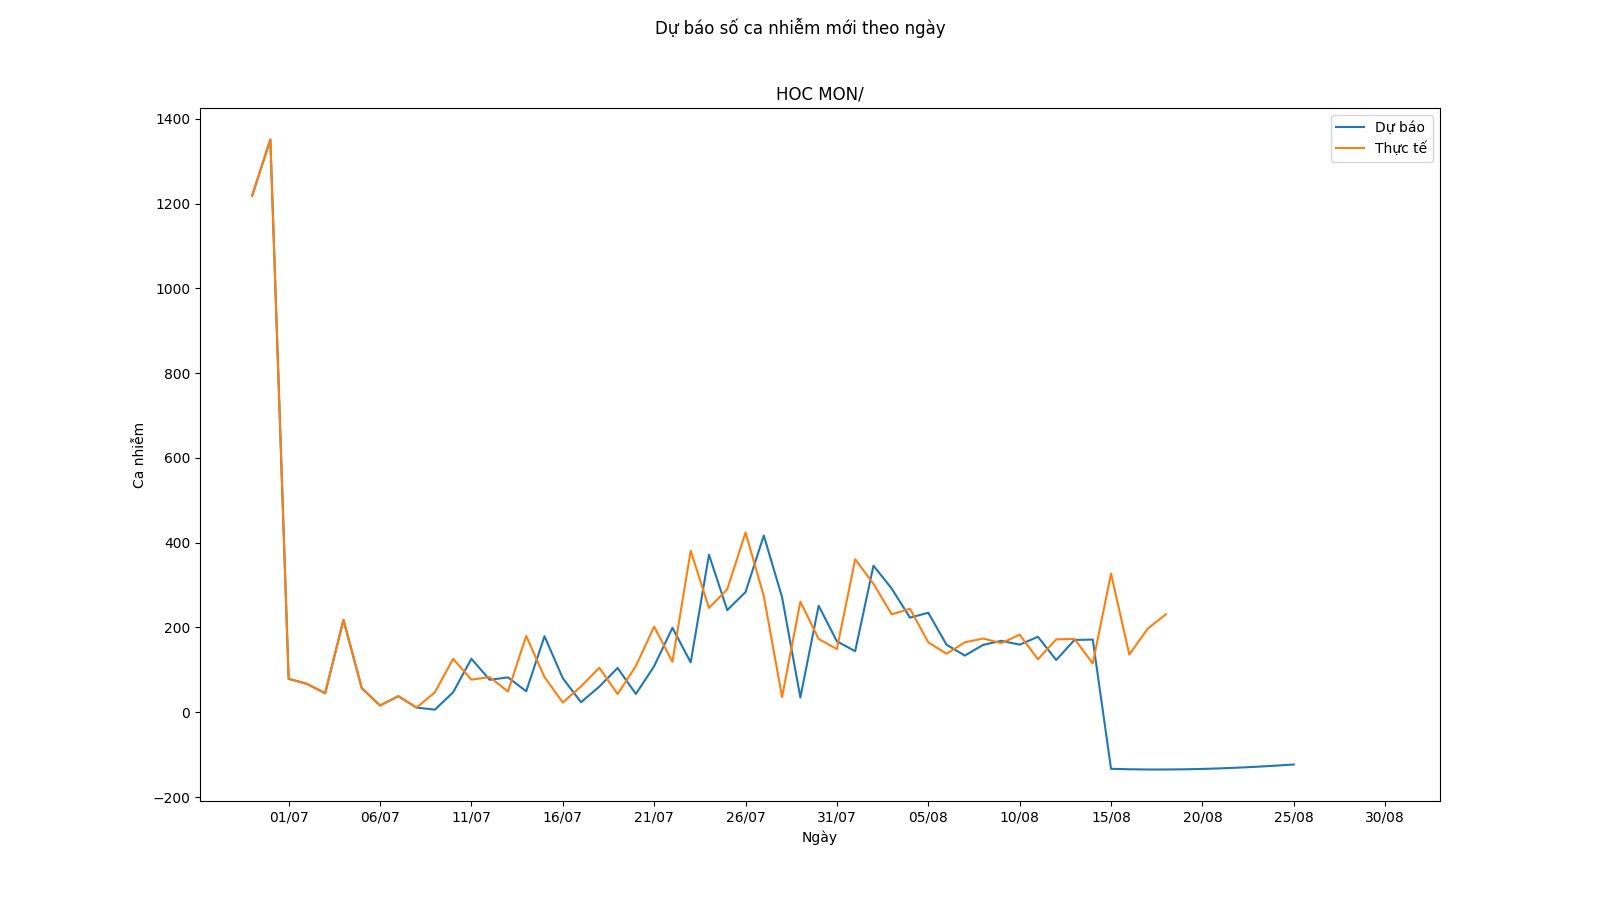 Dự báo số ca nhiễm mới theo ngày
HOC MON/
Dự báo
Thực tế
1400
1200
1000
800
600
400
200
0
−200
Ca nhiễm
01/07 06/07 11/07 16/07 21/07 26/07 31/07 05/08 10/08 15/08 20/08 25/08 30/08
Ngày